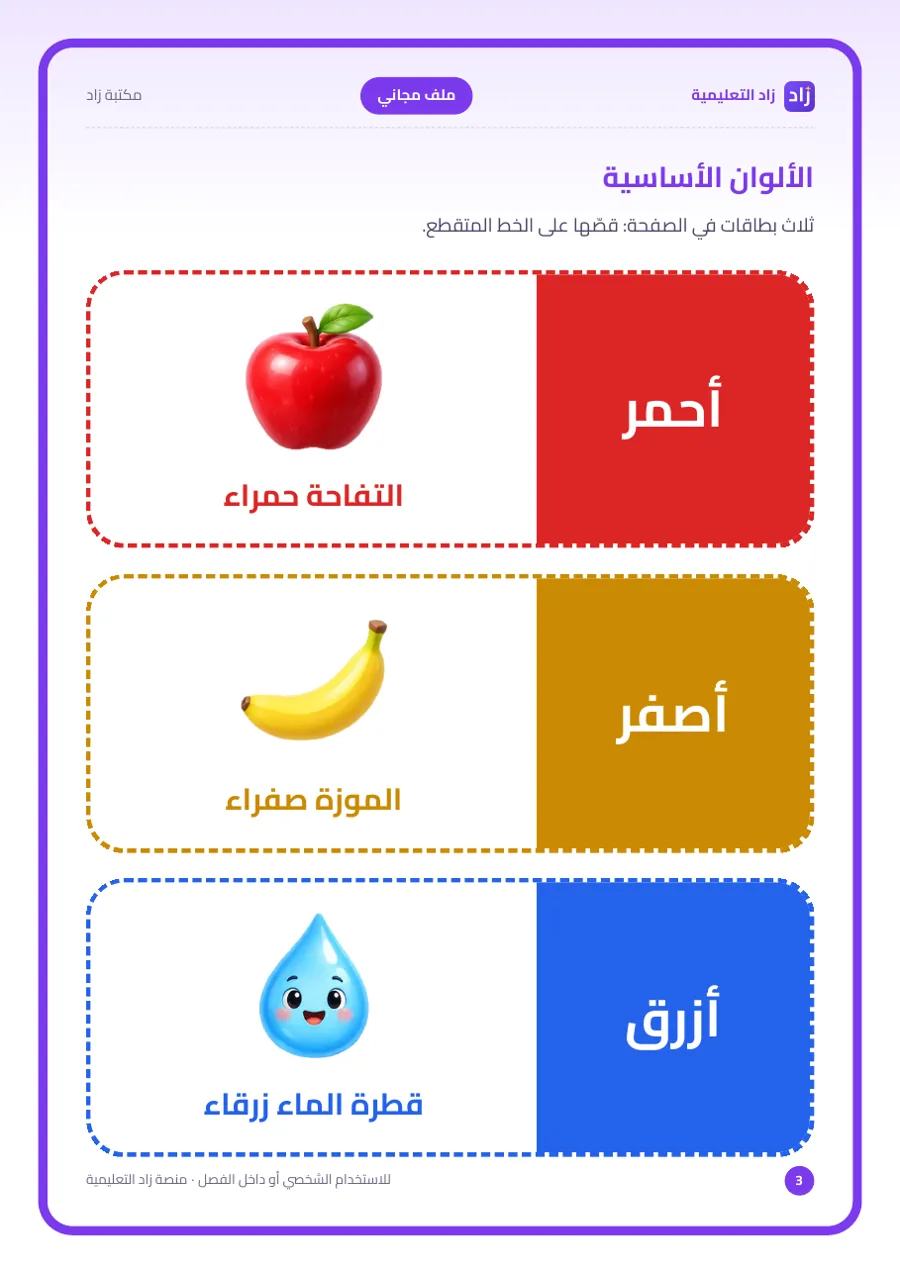 زاد زاد التعليمية
ملف مجاني
مكتبة زاد
الألوان الأساسية
ثلاث بطاقات في الصفحة: قصّها على الخط المتقطع.
أحمر
التفاحة حمراء
أصفر
الموزة صفراء
أزرق
قطرة الماء زرقاء
3
للاستخدام الشخصي أو داخل الفصل · منصة زاد التعليمية